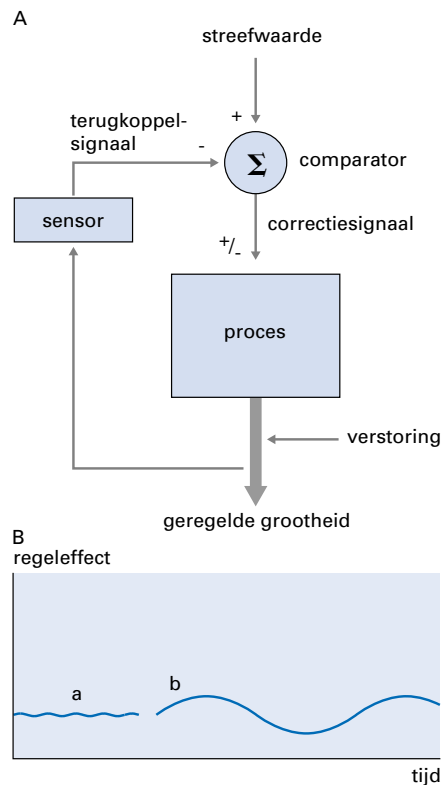 A
streefwaarde
+
terugkoppel-
signaal
-
Σ
comparator
sensor
correctiesignaal
+/-
proces
verstoring
geregelde grootheid
B
regeleffect
a
b
tijd